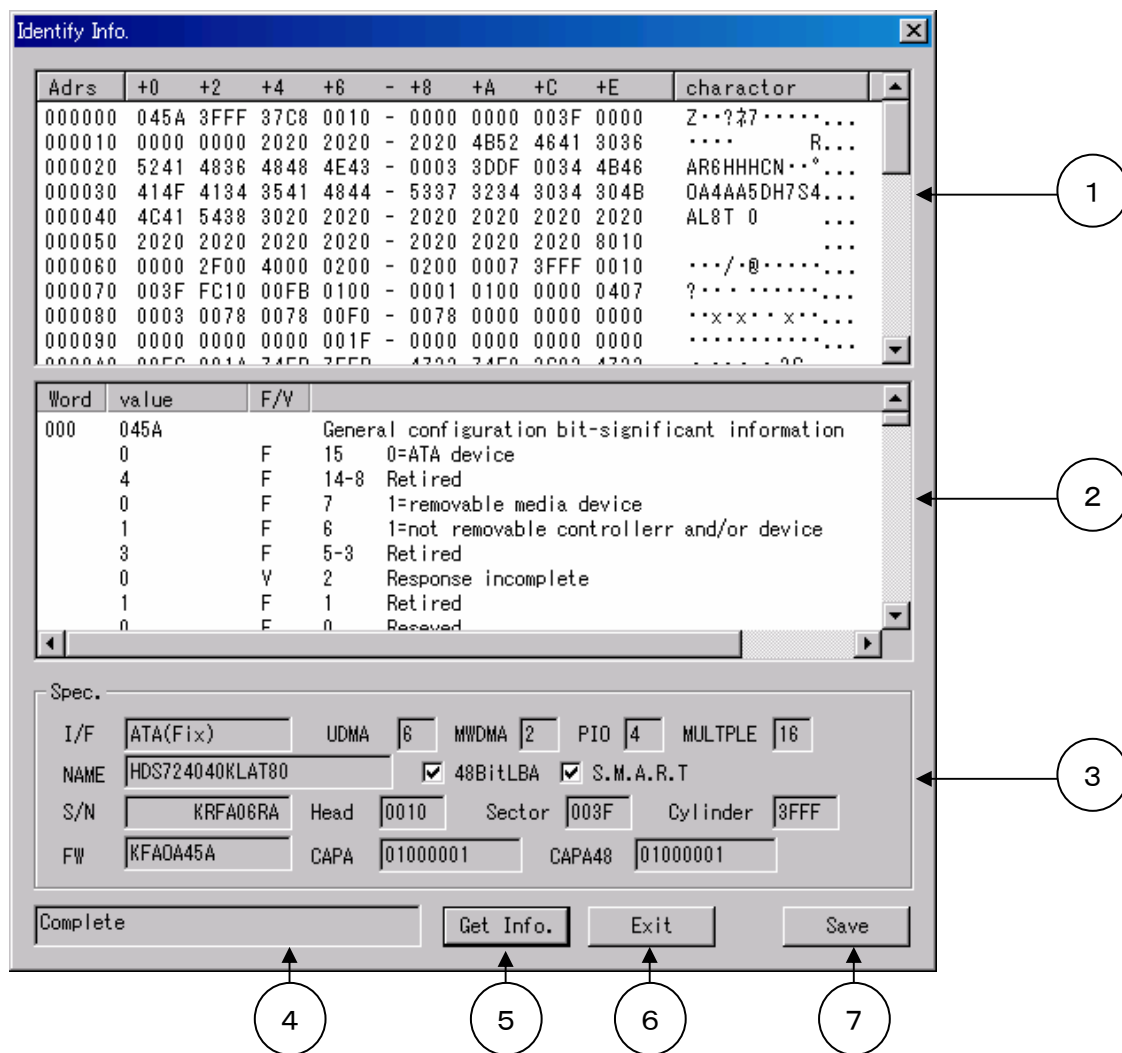 Identify Info.
Adrs +0 +2 +4 +6 - +8 +A +C +E charactor
000000 045A 3FFF 37C8 0010 - 0000 0000 003F 0000 Z・・?ネ7・・・・・...
000010 0000 0000 2020 2020 - 2020 4B52 4641 3036 ・・・・ R...
000020 5241 4836 4848 4E43 - 0003 3DDF 0034 4B46 AR6HHHCN・・゜...
000030 414F 4134 3541 4844 - 5337 3234 3034 304B OA4AA5DH7S4...
000040 4C41 5438 3020 2020 - 2020 2020 2020 2020 AL8T 0 ...
000050 2020 2020 2020 2020 - 2020 2020 2020 8010 ...
000060 0000 2F00 4000 0200 - 0200 0007 3FFF 0010 ・・・/・@・・・・・...
000070 003F FC10 00FB 0100 - 0001 0100 0000 0407 ?・・・ ・・・・・・...
000080 0003 0078 0078 00F0 - 0078 0000 0000 0000 ・・x・x・・ x・・...
000090 0000 0000 0000 001F - 0000 0000 0000 0000 ・・・・・・・・・・・...
1
Word value F/V
000 045A General configuration bit-significant information
0 F 15 0=ATA device
4 F 14-8 Retired
0 F 7 1=removable media device
1 F 6 1=not removable controllerr and/or device
3 F 5-3 Retired
0 V 2 Response incomplete
1 F 1 Retired
0 F 0 Reseved
2
Spec.
I/F ATA(Fix) UDMA 6 MWDMA 2 PIO 4 MULTPLE 16
NAME HDS724040KLAT80 48BitLBA S.M.A.R.T
3
S/N KRFA06RA Head 0010 Sector 003F Cylinder 3FFF
FW KFAOA45A CAPA 01000001 CAPA48 01000001
Complete Get Info. Exit Save
4 5 6 7